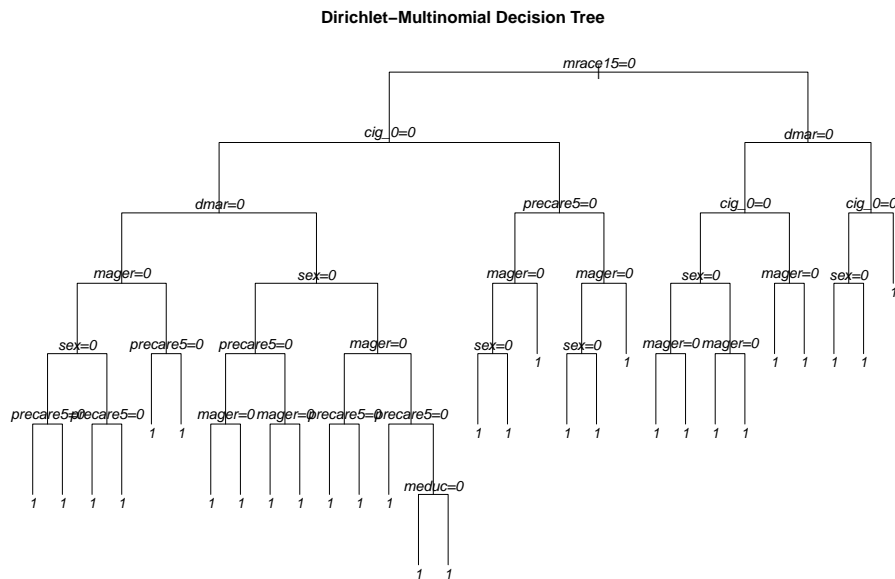 Dirichlet−Multinomial Decision Tree
mrace15=0
cig_0=0 dmar=0
dmar=0 precare5=0 cig_0=0 cig_0=0
mager=0 sex=0 mager=0 mager=0 sex=0 mager=0 sex=0 1
sex=0 precare5=0 precare5=0 mager=0 sex=0 1 sex=0 1 mager=0 mager=0 1 1 1 1
precare5=0 precare5=0 1 1 mager=0 mager=0 precare5=0 precare5=0 1 1 1 1 1 1 1 1
1 1 1 1 1 1 1 1 1 1 1 meduc=0
1 1